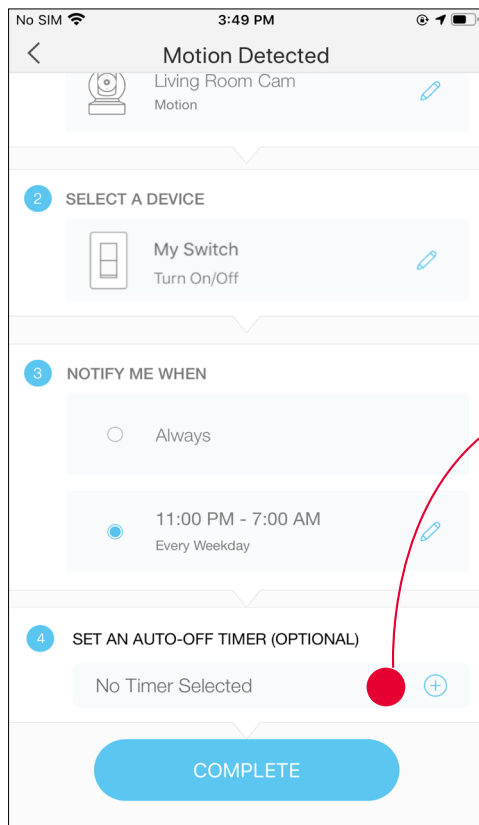 No SIM 3:49 PM
Motion Detected
Living Room Cam
Motion
2 SELECT A DEVICE
My Switch
Turn On/Off
3 NOTIFY ME WHEN
Always
11:00 PM - 7:00 AM
Every Weekday
4 SET AN AUTO-OFF TIMER (OPTIONAL)
No Timer Selected
COMPLETE